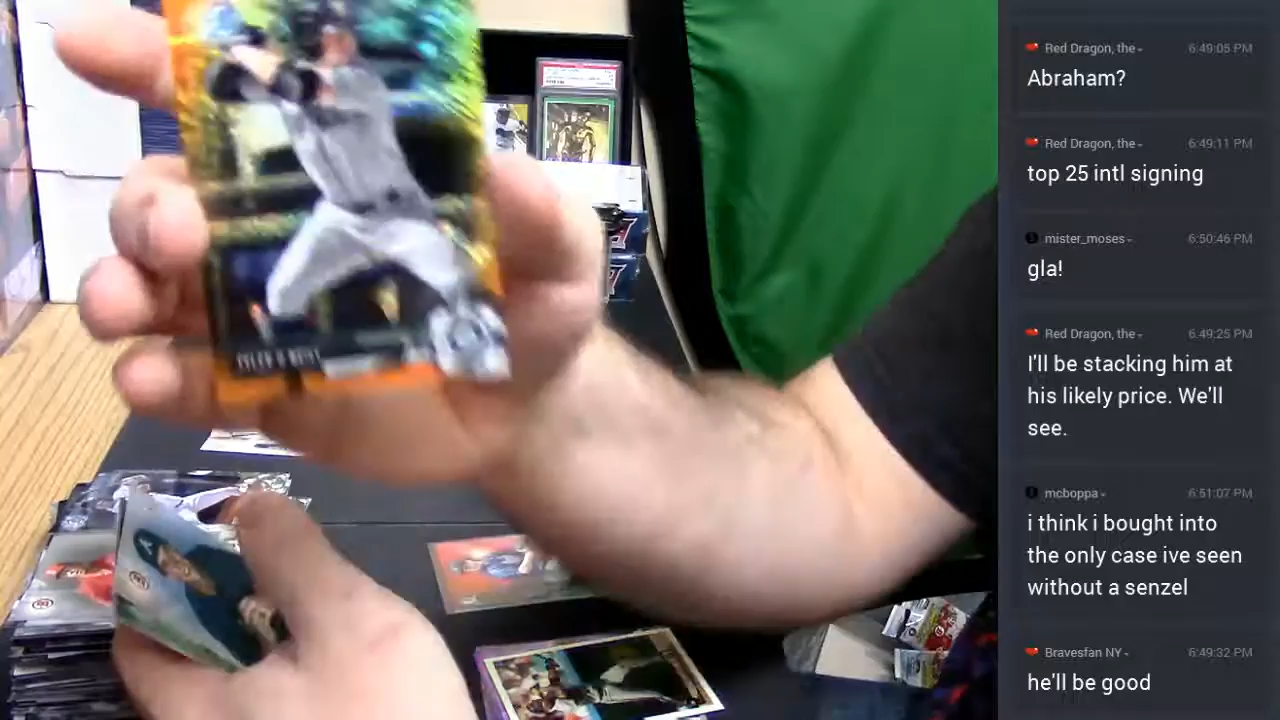 Red Dragon, the
6:49:05 PM
Abraham?
Red Dragon, the
6:49:11 PM
top 25 intl signing
mister_moses
6:50:46 PM
gla!
Red Dragon, the
6:49:25 PM
I'll be stacking him at
his likely price. We'll
see.
mcboppa
6:51:07 PM
i think i bought into
the only case ive seen
without a senzel
Bravesfan NY
6:49:32 PM
he'll be good
TYLER O'NEILL